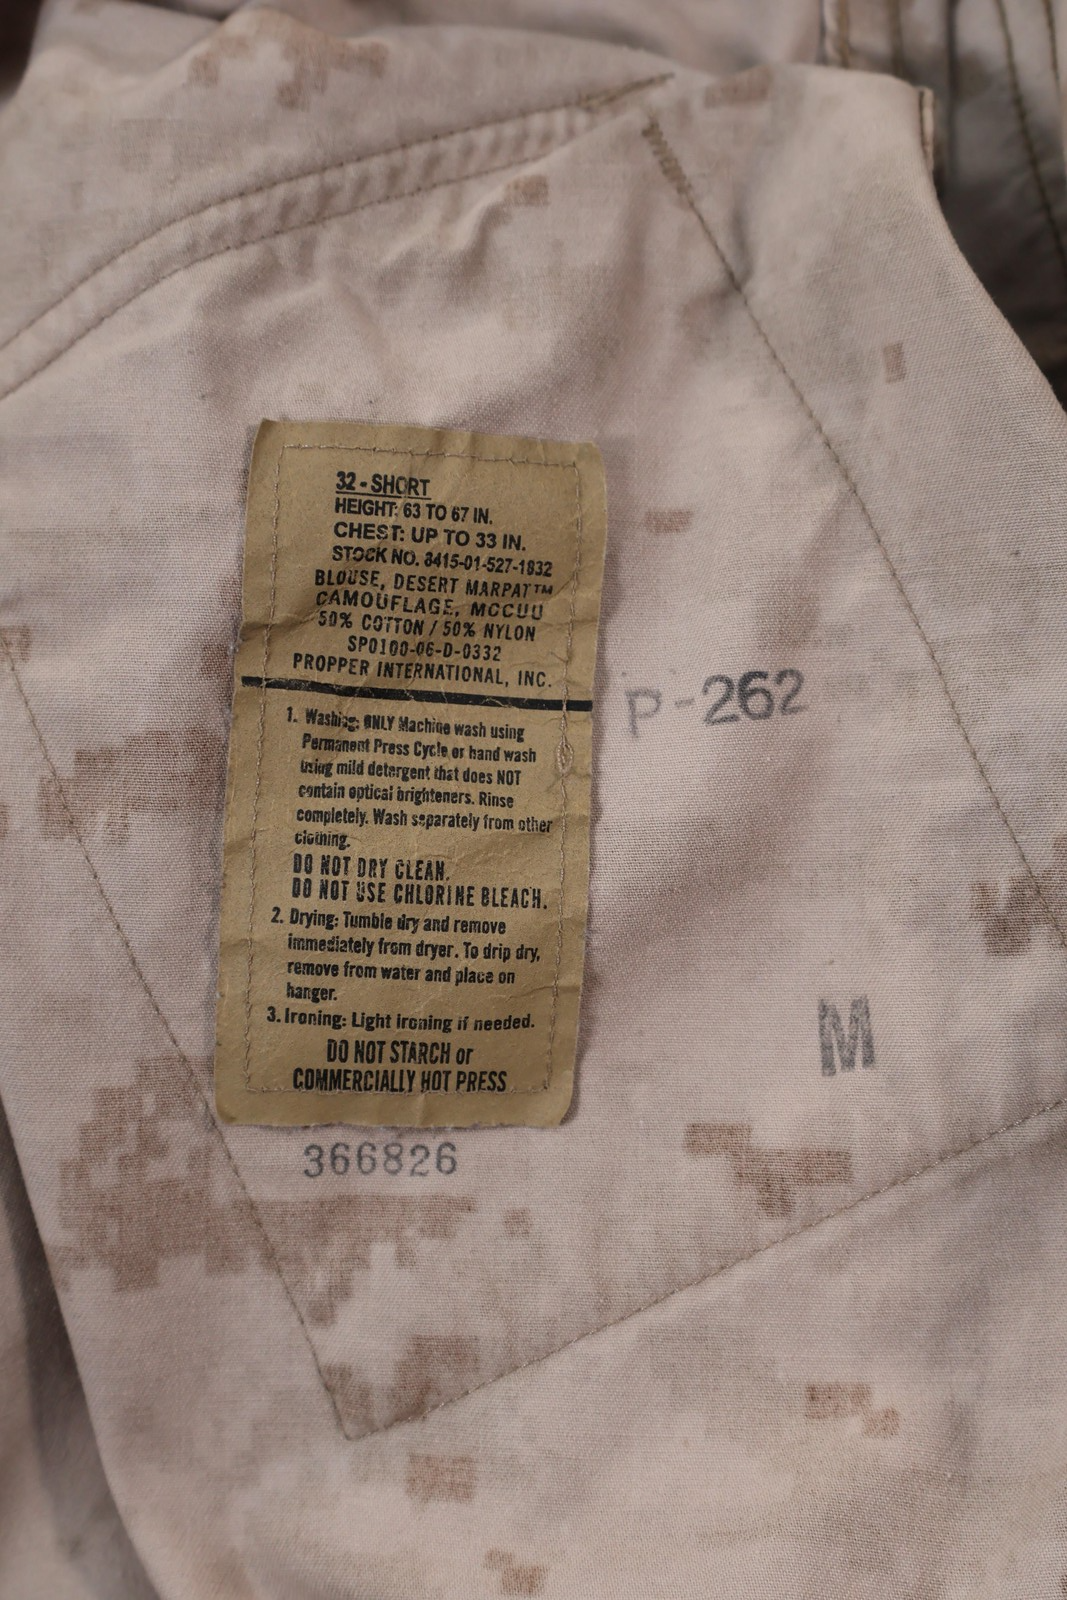 32 - SHORT
HEIGHT: 63 TO 67 IN.
CHEST: UP TO 33 IN.
STOCK NO. 8415-01-527-1832
BLOUSE, DESERT MARPAT™
CAMOUFLAGE, MCCUU
50% COTTON / 50% NYLON
SP0100-06-D-0332
PROPPER INTERNATIONAL, INC.
1. Washing: ONLY Machine wash using
Permanent Press Cycle or hand wash
using mild detergent that does NOT
contain optical brighteners. Rinse
completely. Wash separately from other
clothing.
DO NOT DRY CLEAN.
DO NOT USE CHLORINE BLEACH.
2. Drying: Tumble dry and remove
immediately from dryer. To drip dry,
remove from water and place on
hanger.
3. Ironing: Light ironing if needed.
DO NOT STARCH or
COMMERCIALLY HOT PRESS
P-262
M
366826